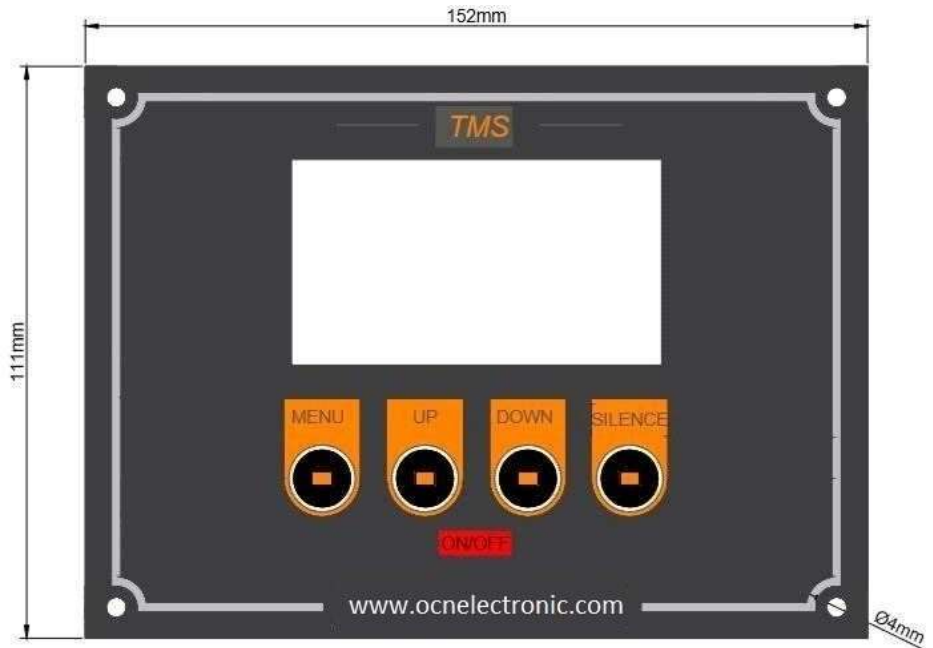 152mm
TMS
111mm
MENU UP DOWN SILENCE
ON/OFF
www.ocnelectronic.com
Ø4mm